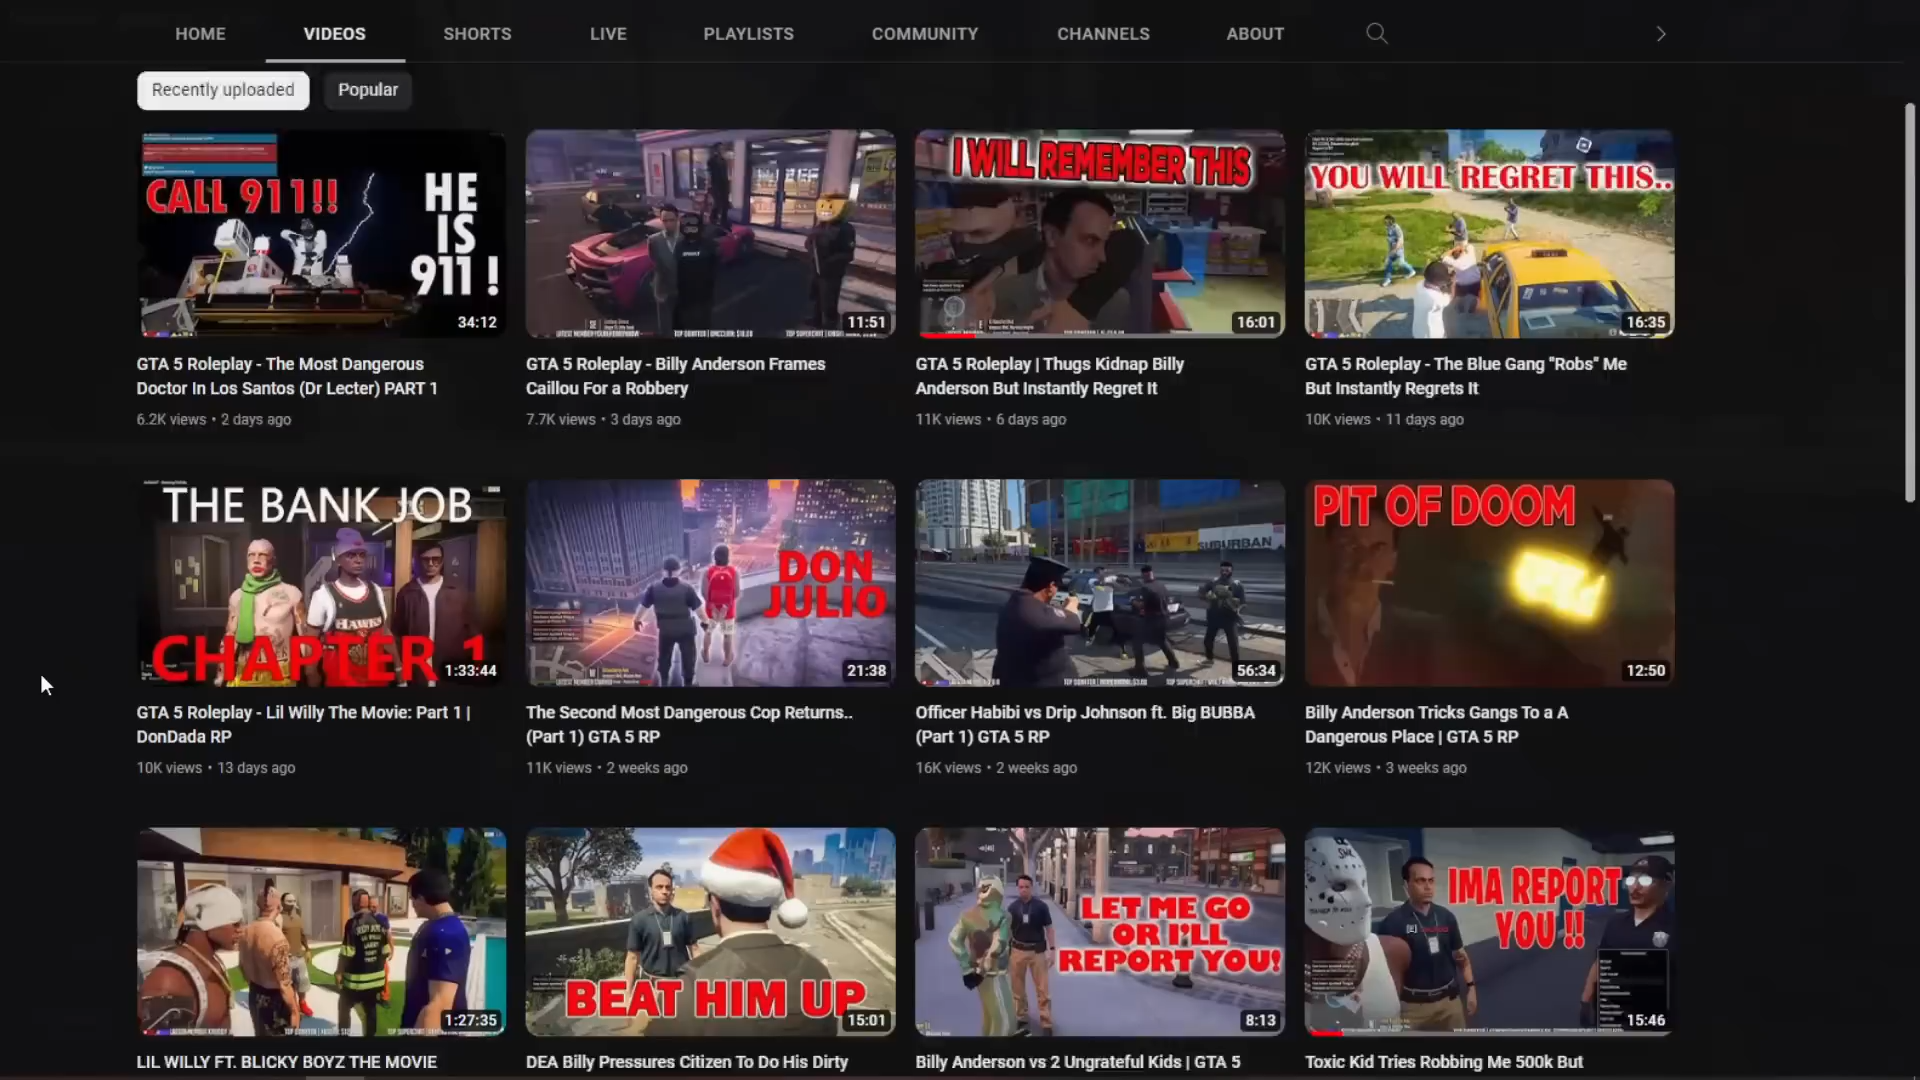 HOME VIDEOS SHORTS LIVE PLAYLISTS COMMUNITY CHANNELS ABOUT
Recently uploaded Popular
CALL 911!!
HE
IS
911 !
34:12
11:51
I WILL REMEMBER THIS
16:01
YOU WILL REGRET THIS..
TAXI
16:35
GTA 5 Roleplay - The Most Dangerous
Doctor In Los Santos (Dr Lecter) PART 1
6.2K views • 2 days ago
GTA 5 Roleplay - Billy Anderson Frames
Caillou For a Robbery
7.7K views • 3 days ago
GTA 5 Roleplay | Thugs Kidnap Billy
Anderson But Instantly Regret It
11K views • 6 days ago
GTA 5 Roleplay - The Blue Gang "Robs" Me
But Instantly Regrets It
10K views • 11 days ago
THE BANK JOB
HAWKS
CHAPTER 1
1:33:44
DON
JULIO
21:38
SUBURBAN
56:34
PIT OF DOOM
12:50
GTA 5 Roleplay - Lil Willy The Movie: Part 1 |
DonDada RP
10K views • 13 days ago
The Second Most Dangerous Cop Returns..
(Part 1) GTA 5 RP
11K views • 2 weeks ago
Officer Habibi vs Drip Johnson ft. Big BUBBA
(Part 1) GTA 5 RP
16K views • 2 weeks ago
Billy Anderson Tricks Gangs To a A
Dangerous Place | GTA 5 RP
12K views • 3 weeks ago
1:27:35
BEAT HIM UP
15:01
LET ME GO
OR I'LL
REPORT YOU!
8:13
IMA REPORT
YOU !!
15:46
LIL WILLY FT. BLICKY BOYZ THE MOVIE
DEA Billy Pressures Citizen To Do His Dirty
Billy Anderson vs 2 Ungrateful Kids | GTA 5
Toxic Kid Tries Robbing Me 500k But